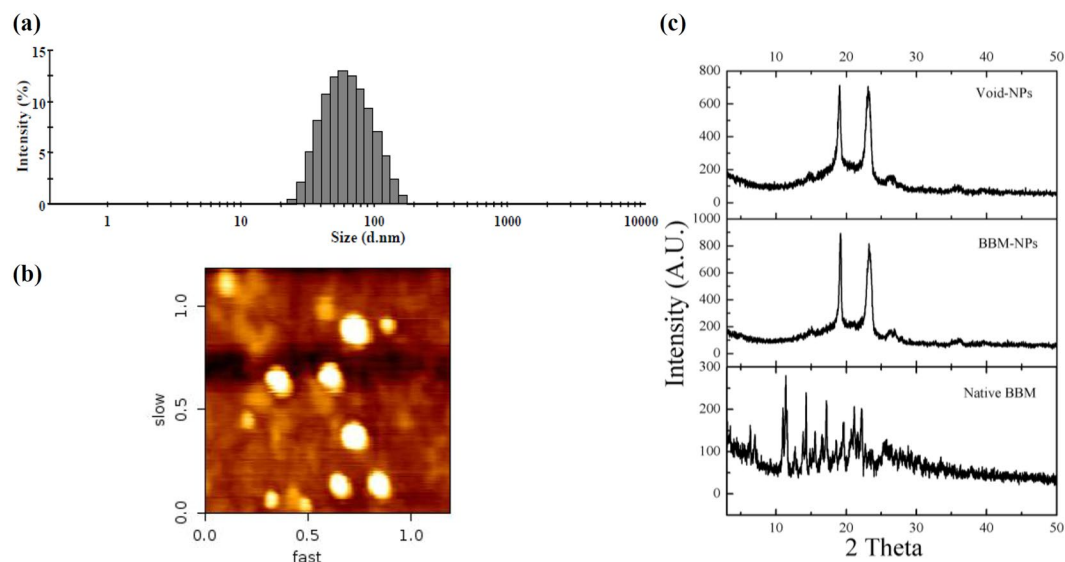 (a)
15
10
5
0
Intensity (%)
1 10 100 1000 10000
Size (d.nm)
(b)
1.0
0.5
0.0
slow
0.0 0.5 1.0
fast
(c)
10 20 30 40 50
800
600
400
200
0
Void-NPs
1000
800
600
400
200
0
BBM-NPs
300
200
100
0
Native BBM
Intensity (A.U.)
10 20 30 40 50
2 Theta